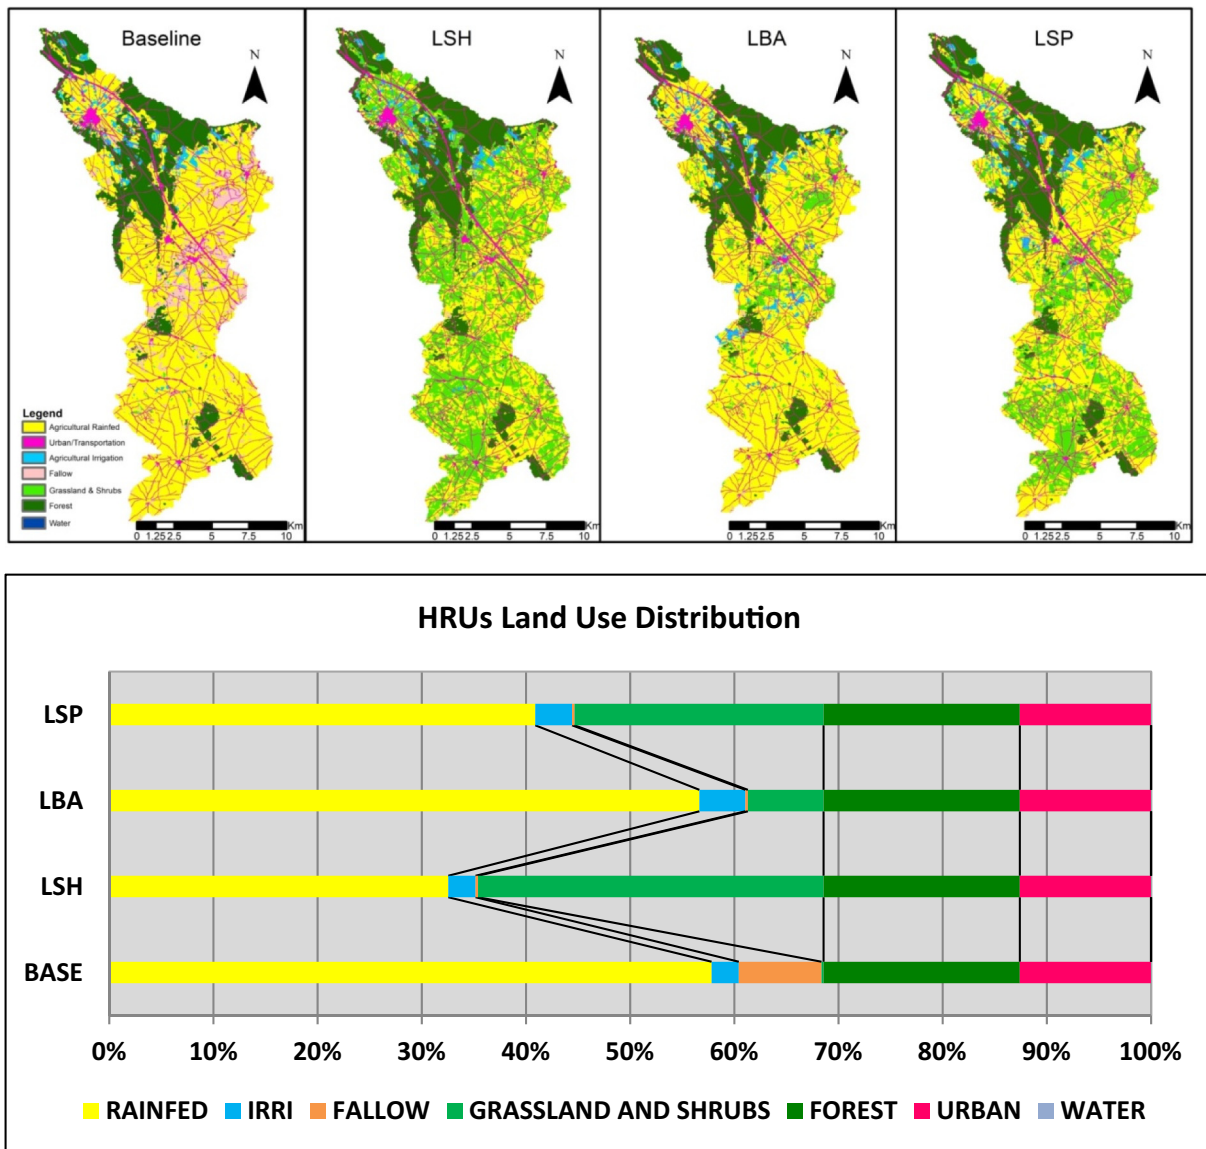 Baseline
N
LSH
N
LBA
N
LSP
N
Legend
Agricultural Rainfed
Urban/Transportation
Agricultural Irrigation
Fallow
Grassland & Shrubs
Forest
Water
Km
0 1.25 2.5 5 7.5 10
Km
0 1.25 2.5 5 7.5 10
Km
0 1.25 2.5 5 7.5 10
Km
0 1.25 2.5 5 7.5 10
HRUs Land Use Distribution
LSP
LBA
LSH
BASE
0% 10% 20% 30% 40% 50% 60% 70% 80% 90% 100%
RAINFED IRRI FALLOW GRASSLAND AND SHRUBS FOREST URBAN WATER